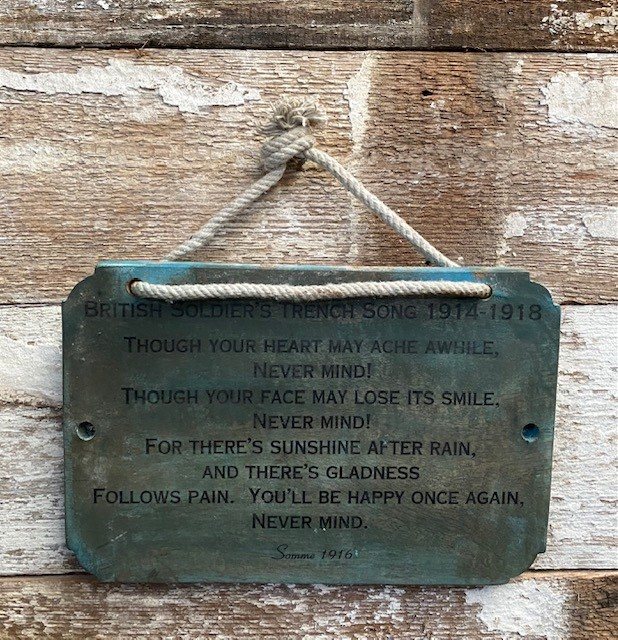 British Soldier's Trench Song 1914-1918
Though your heart may ache awhile,
Never mind!
Though your face may lose its smile,
Never mind!
For there's sunshine after rain,
and there's gladness
Follows pain. You'll be happy once again,
Never mind.
Somme 1916